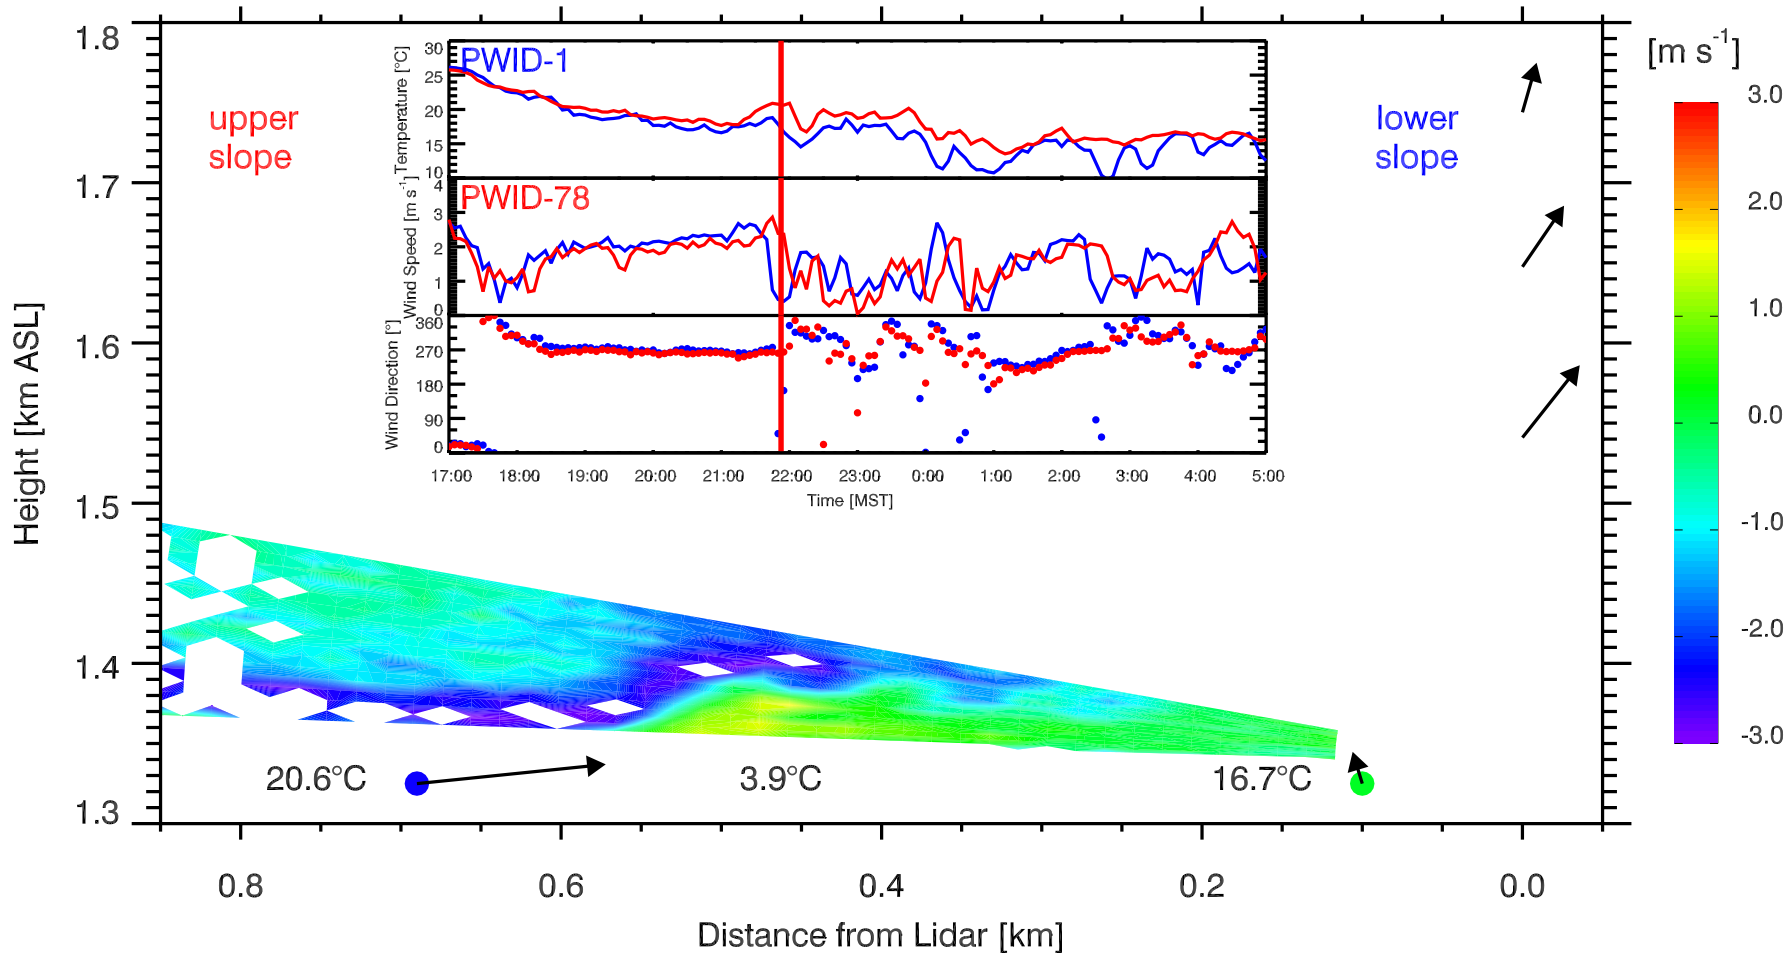 1.8
1.7
1.6
1.5
1.4
1.3
Height [km ASL]
upper
slope
lower
slope
PWID-1
30
25
20
15
10
Temperature [°C]
PWID-78
4
3
2
1
0
Wind Speed [m s⁻¹]
360
270
180
90
0
Wind Direction [°]
17:00 18:00 19:00 20:00 21:00 22:00 23:00 0:00 1:00 2:00 3:00 4:00 5:00
Time [MST]
[m s⁻¹]
3.0
2.0
1.0
0.0
-1.0
-2.0
-3.0
20.6°C 3.9°C 16.7°C
0.8 0.6 0.4 0.2 0.0
Distance from Lidar [km]